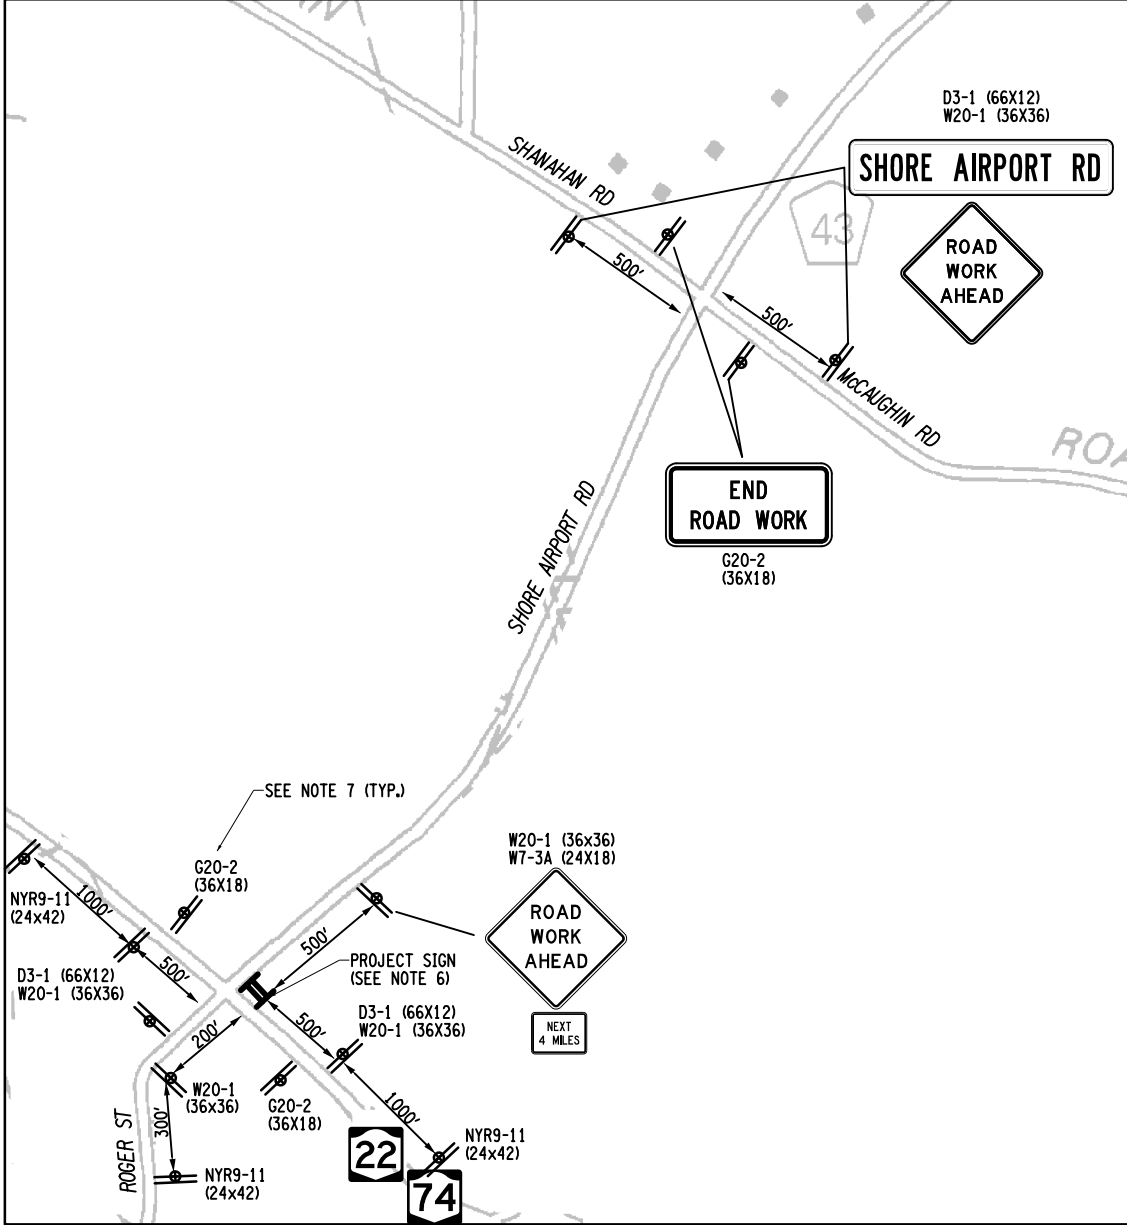 D3-1 (66X12)
W20-1 (36X36)
SHORE AIRPORT RD
SHANAHAN RD
43
ROAD
WORK
AHEAD
500'
500'
McCAUGHIN RD
END
ROAD WORK
G20-2
(36X18)
SHORE AIRPORT RD
SEE NOTE 7 (TYP.)
W20-1 (36x36)
W7-3A (24X18)
G20-2
(36X18)
NYR9-11
(24x42)
1000'
ROAD
WORK
AHEAD
500'
500'
PROJECT SIGN
(SEE NOTE 6)
D3-1 (66X12)
W20-1 (36X36)
D3-1 (66X12)
W20-1 (36X36)
500'
200'
NEXT
4 MILES
W20-1
(36x36)
G20-2
(36X18)
1000'
300'
ROGER ST
NYR9-11
(24x42)
22
NYR9-11
(24x42)
74